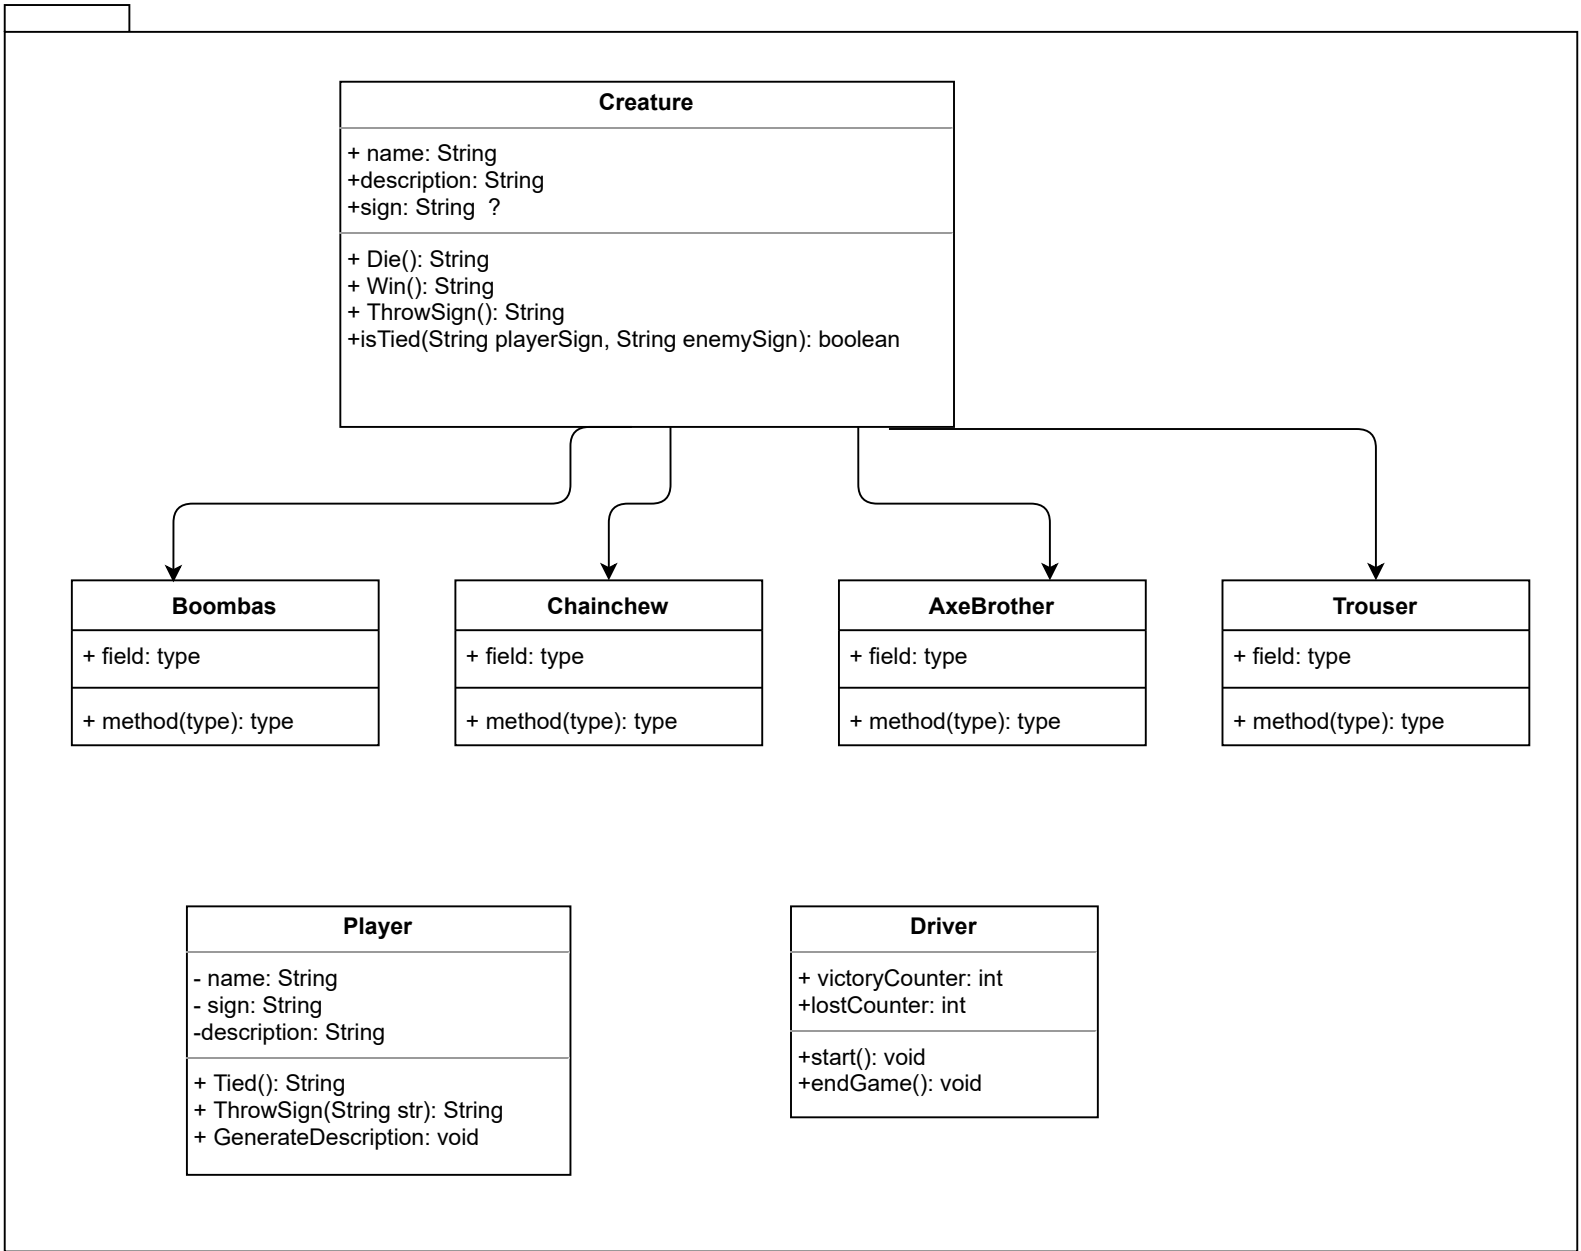 Creature
+ name: String
+description: String
+sign: String  ?
+ Die(): String
+ Win(): String
+ ThrowSign(): String
+isTied(String playerSign, String enemySign): boolean
Boombas
+ field: type
+ method(type): type
Chainchew
+ field: type
+ method(type): type
AxeBrother
+ field: type
+ method(type): type
Trouser
+ field: type
+ method(type): type
Player
- name: String
- sign: String
-description: String
+ Tied(): String
+ ThrowSign(String str): String
+ GenerateDescription: void
Driver
+ victoryCounter: int
+lostCounter: int
+start(): void
+endGame(): void